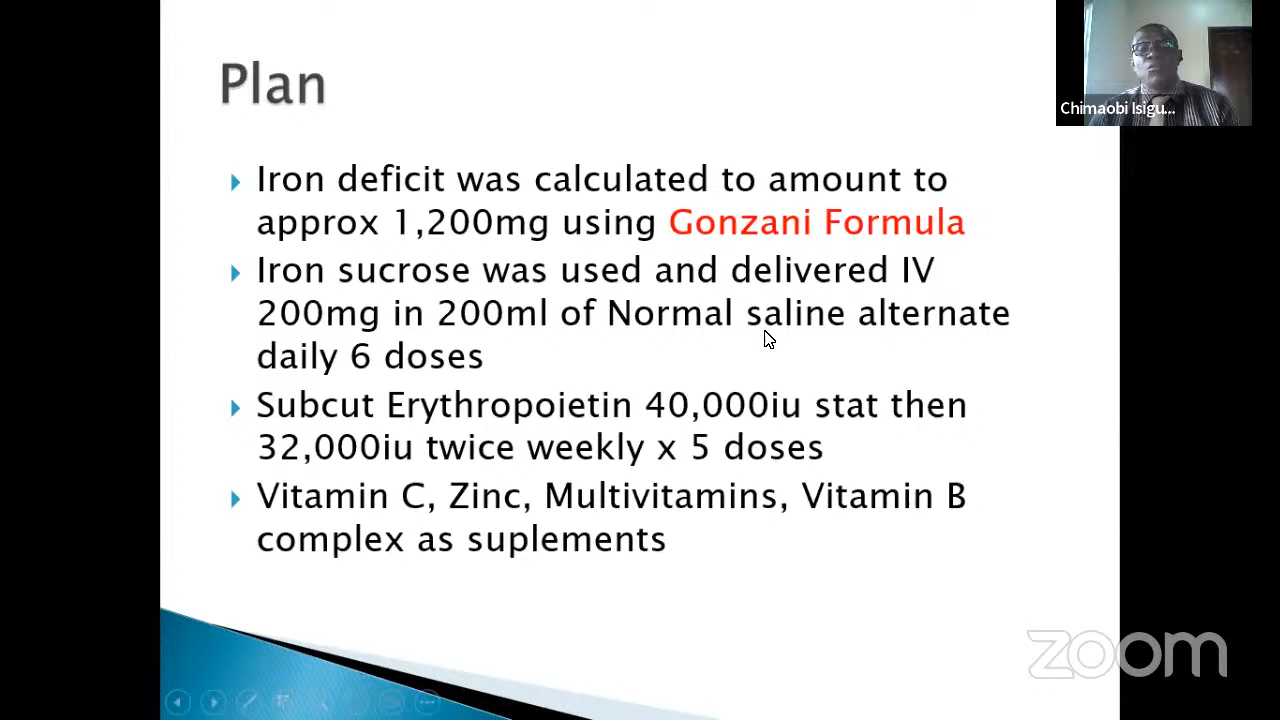 Plan
Iron deficit was calculated to amount to
approx 1,200mg using Gonzani Formula
Iron sucrose was used and delivered IV
200mg in 200ml of Normal saline alternate
daily 6 doses
Subcut Erythropoietin 40,000iu stat then
32,000iu twice weekly x 5 doses
Vitamin C, Zinc, Multivitamins, Vitamin B
complex as suplements
Chimaobi Isigu...
zoom